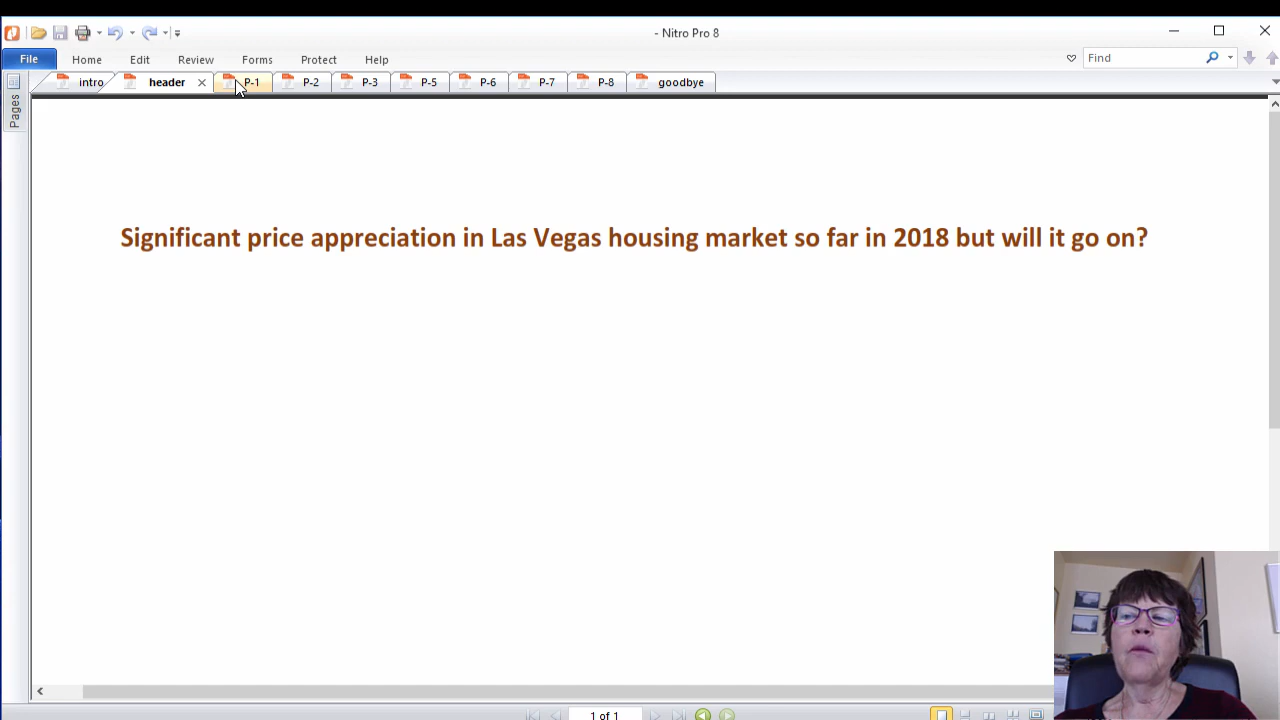 - Nitro Pro 8
File Home Edit Review Forms Protect Help Find
intro header P-1 P-2 P-3 P-5 P-6 P-7 P-8 goodbye
Pages
Significant price appreciation in Las Vegas housing market so far in 2018 but will it go on?
1 of 1